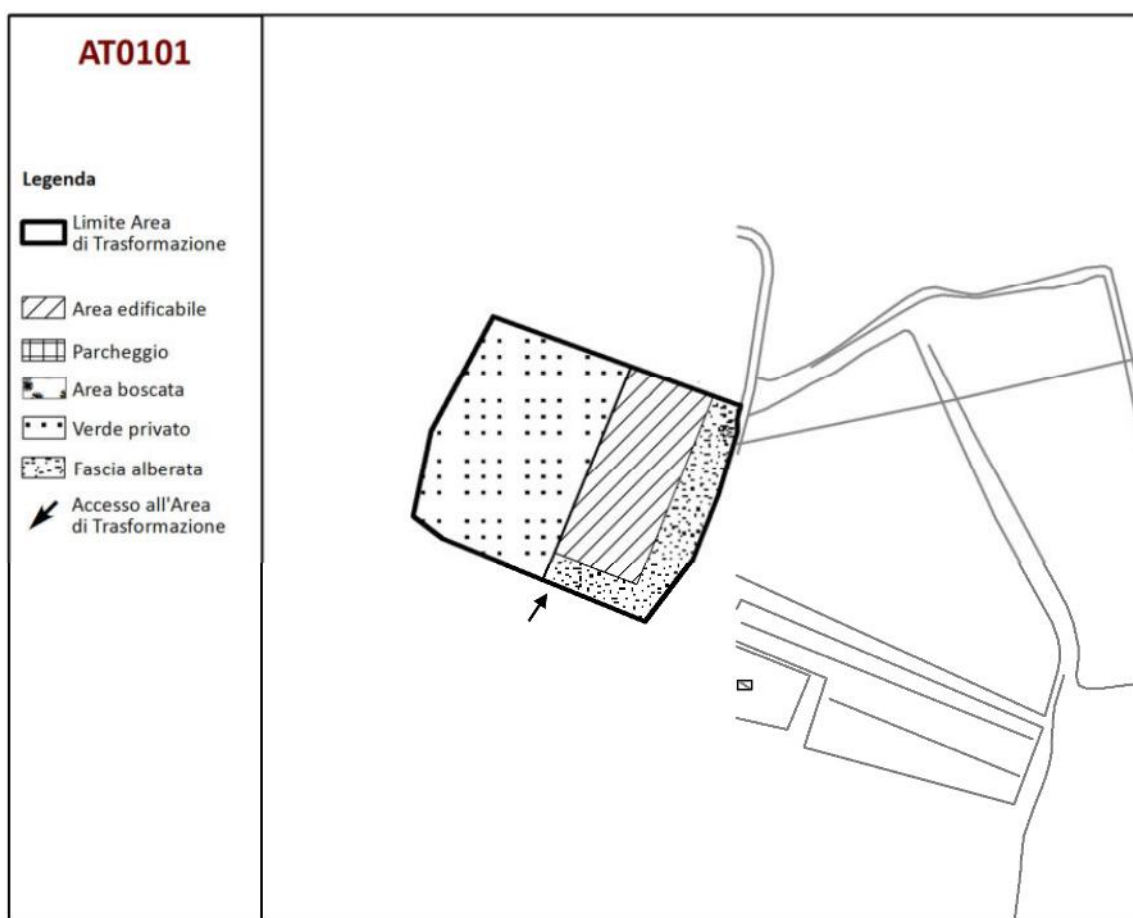 AT0101
Legenda
Limite Area
di Trasformazione
Area edificabile
Parcheggio
Area boscata
Verde privato
Fascia alberata
Accesso all'Area
di Trasformazione